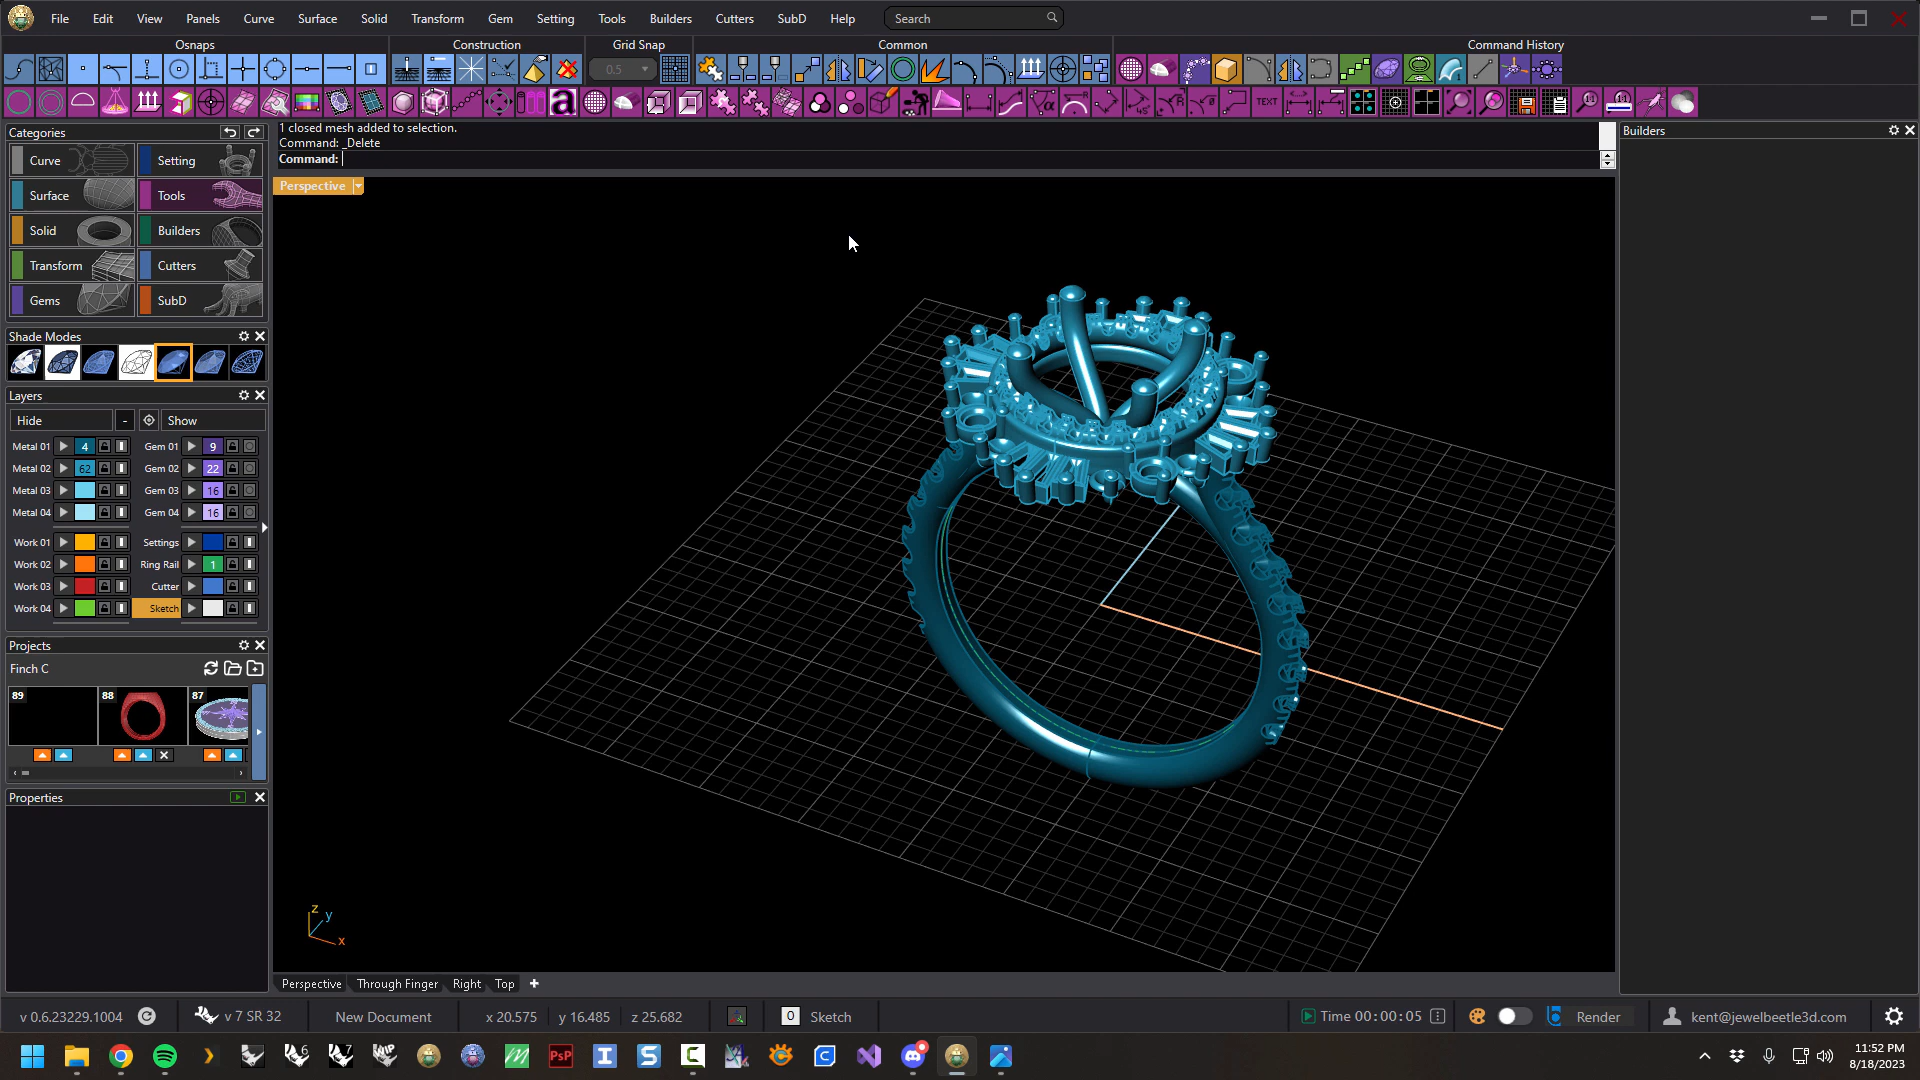 File Edit View Panels Curve Surface Solid Transform Gem Setting Tools Builders Cutters SubD Help Search
Osnaps Construction Grid Snap Common Command History
0.5
a TEXT
Categories
Curve Setting
Surface Tools
Solid Builders
Transform Cutters
Gems SubD
1 closed mesh added to selection.
Command: _Delete
Command:
Builders
Perspective
Shade Modes
Layers
Hide - Show
Metal 01 4 Gem 01 9
Metal 02 62 Gem 02 22
Metal 03 Gem 03 16
Metal 04 Gem 04 16
Work 01 Settings
Work 02 Ring Rail 1
Work 03 Cutter
Work 04 Sketch
Projects
Finch C
89 88 87
Properties
z
y
x
Perspective Through Finger Right Top +
v 0.6.23229.1004 v 7 SR 32 New Document x 20.575 y 16.485 z 25.682 0 Sketch Time 00:00:05 Render kent@jewelbeetle3d.com
6 7 WIP PsP I S C
11:52 PM
8/18/2023